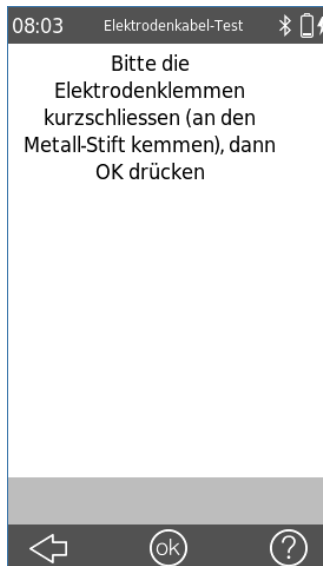 08:03 Elektrodenkabel-Test
Bitte die
Elektrodenklemmen
kurzschliessen (an den
Metall-Stift kemmen), dann
OK drücken
ok
?